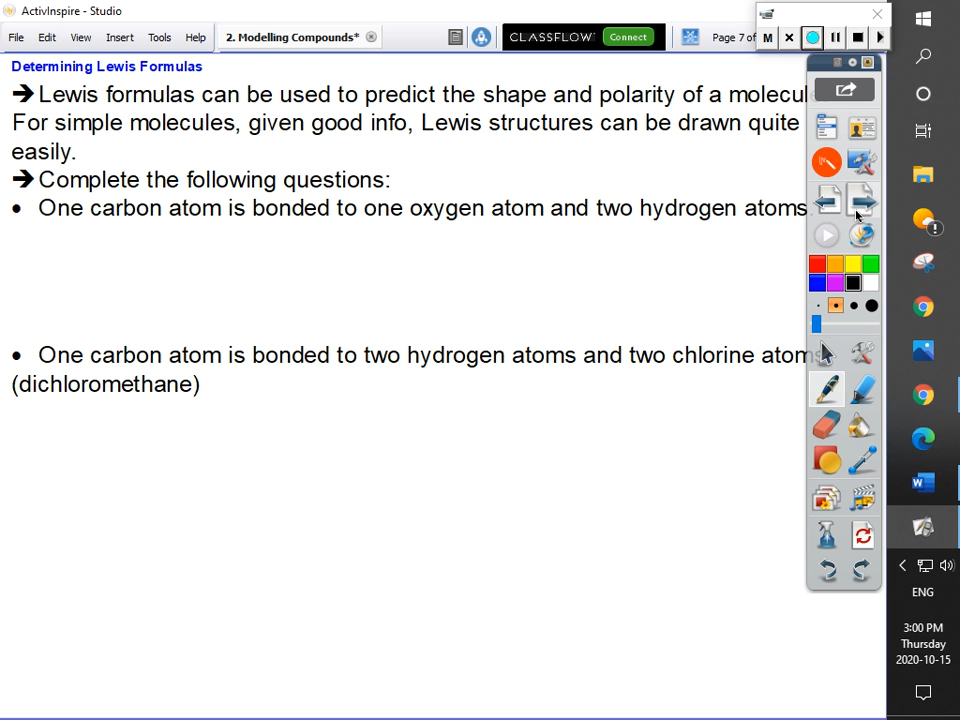 ActivInspire - Studio
File Edit View Insert Tools Help 2. Modelling Compounds* CLASSFLOW Connect Page 7 of M
Determining Lewis Formulas
➔ Lewis formulas can be used to predict the shape and polarity of a
For simple molecules, given good info, Lewis structures can be drawn quite
easily.
➔ Complete the following questions:
• One carbon atom is bonded to one oxygen atom and two hydrogen atoms
• One carbon atom is bonded to two hydrogen atoms and two chlorine atoms
(dichloromethane)
ENG
3:00 PM
Thursday
2020-10-15